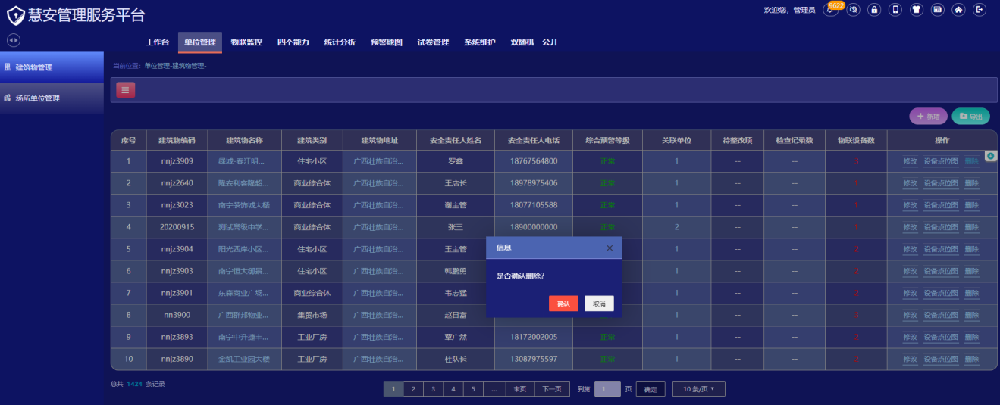 慧安管理服务平台
欢迎您，管理员 9622
工作台 单位管理 物联监控 四个能力 统计分析 预警地图 试卷管理 系统维护 双随机一公开
建筑物管理
场所单位管理
当前位置：单位管理-建筑物管理-
+ 新增 导出
序号 建筑物编码 建筑物名称 建筑类别 建筑物地址 安全责任人姓名 安全责任人电话 综合预警等级 关联单位 待整改项 检查记录数 物联设备数 操作
1 nnjz3909 绿城-春江明... 住宅小区 广西壮族自治... 罗鑫 18767564800 正常 1 -- -- 修改 设备点位图 删除
2 nnjz2640 隆安利客隆超... 商业综合体 广西壮族自治... 王店长 18978975406 正常 1 -- -- 1 修改 设备点位图 删除
3 nnjz3023 南宁装饰城大楼 商业综合体 广西壮族自治... 谢主管 18077105588 正常 1 -- -- 1 修改 设备点位图 删除
4 20200915 测试高级中学... 商业综合体 广西壮族自治... 张三 18900000000 正常 2 -- -- 1 修改 设备点位图 删除
5 nnjz3904 阳光西岸小区... 住宅小区 广西壮族自治... 玉主管 1 -- -- 2 修改 设备点位图 删除
6 nnjz3903 南宁恒大御景... 住宅小区 广西壮族自治... 韩鹏勇 1 -- -- 2 修改 设备点位图 删除
7 nnjz3901 东森商业广场... 商业综合体 广西壮族自治... 韦志猛 1 -- -- 2 修改 设备点位图 删除
8 nn3900 广西群邦物业... 集贸市场 广西壮族自治... 赵日富 1 -- -- 修改 设备点位图 删除
9 nnjz3893 南宁中升捷丰... 工业厂房 广西壮族自治... 覃广然 18172002005 正常 1 -- -- 2 修改 设备点位图 删除
10 nnjz3890 金凯工业园大楼 工业厂房 广西壮族自治... 杜队长 13087975597 正常 1 -- -- 2 修改 设备点位图 删除
信息
是否确认删除？
确认 取消
总共 1424 条记录
1 2 3 4 5 ... 末页 下一页 到第 1 页 确定 10 条/页